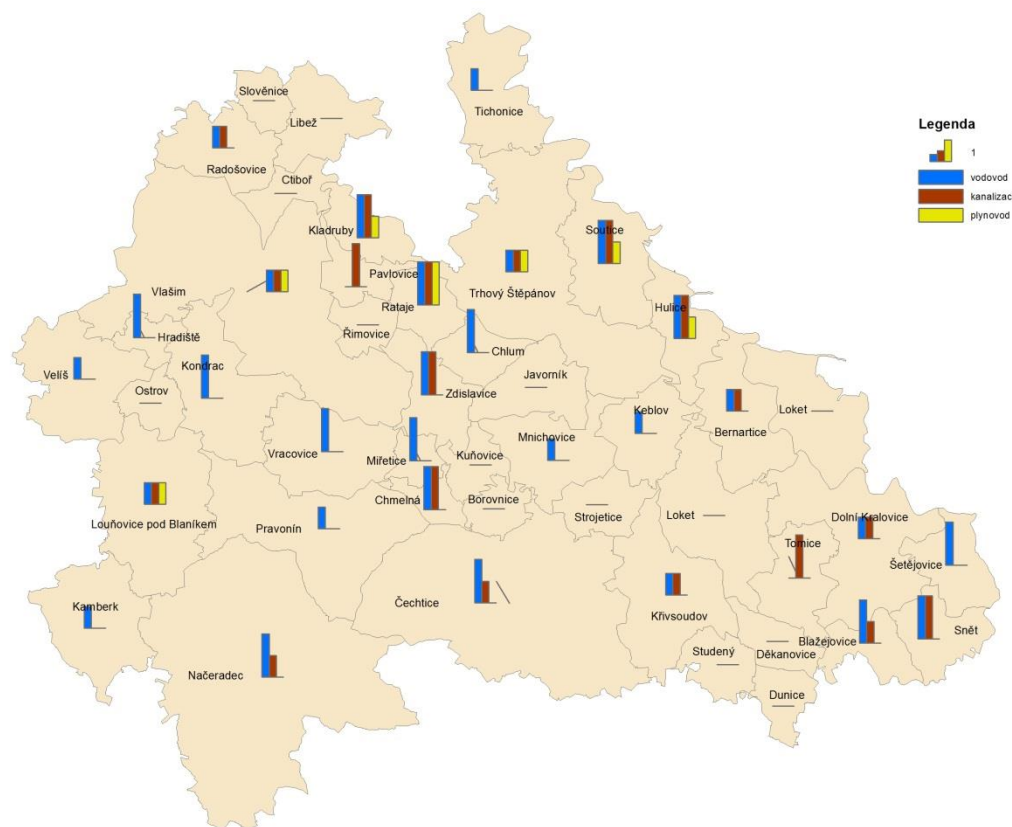 Slověnice
Libež
Tichonice
Radošovice
Ctiboř
Kladruby
Soutice
Pavlovice
Trhový Štěpánov
Vlašim
Rataje
Hulice
Římovice
Hradiště
Chlum
Velíš
Kondrac
Javorník
Ostrov
Zdislavice
Keblov
Loket
Bernartice
Mnichovice
Vracovice
Miřetice
Kuňovice
Louňovice pod Blaníkem
Chmelná
Borovnice
Pravonín
Strojetice
Loket
Dolní Kralovice
Tomice
Šetějovice
Čechtice
Kamberk
Křivsoudov
Blažejovice
Snět
Studený
Děkanovice
Načeradec
Dunice
Legenda
1
vodovod
kanalizac
plynovod